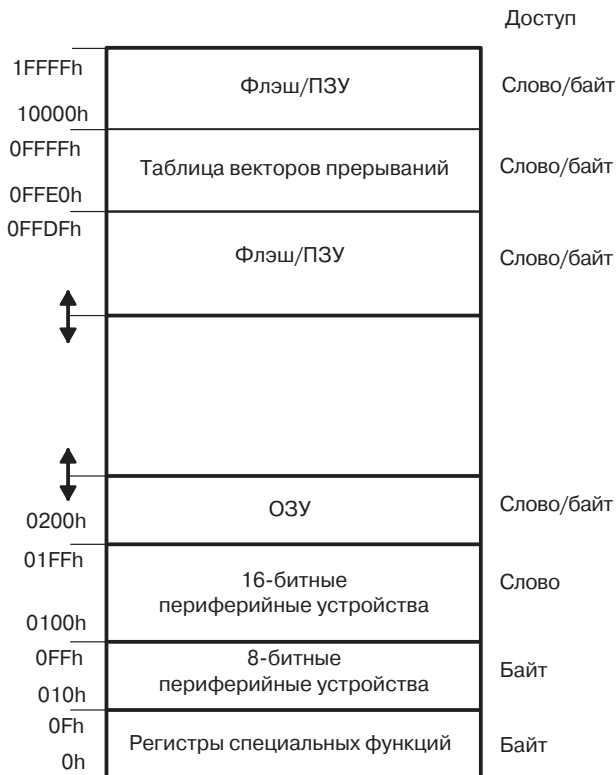 Доступ
1FFFFh
Флэш/ПЗУ
Слово/байт
10000h
0FFFFh
Таблица векторов прерываний
Слово/байт
0FFE0h
0FFDFh
Флэш/ПЗУ
Слово/байт
ОЗУ
Слово/байт
0200h
01FFh
16-битные
периферийные устройства
Слово
0100h
0FFh
8-битные
периферийные устройства
Байт
010h
0Fh
Регистры специальных функций
Байт
0h